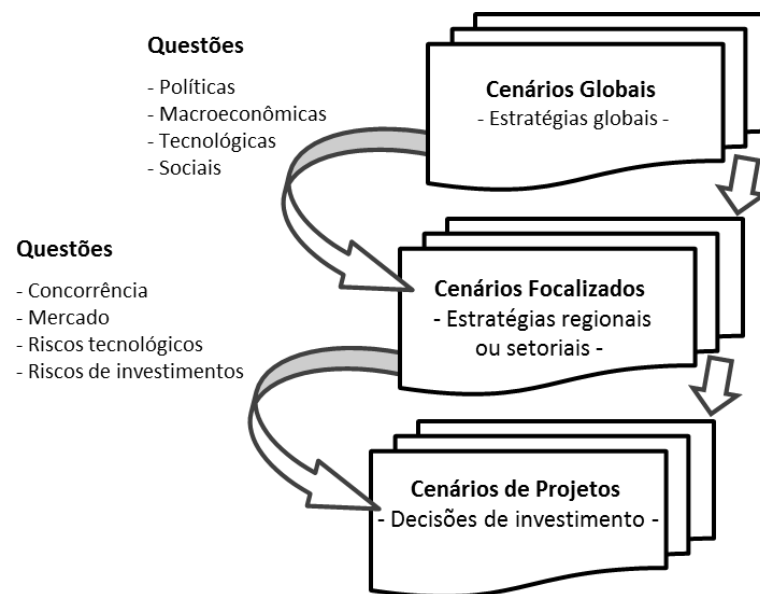 Questões
- Políticas
- Macroeconômicas
- Tecnológicas
- Sociais
Cenários Globais
- Estratégias globais -
Questões
- Concorrência
- Mercado
- Riscos tecnológicos
- Riscos de investimentos
Cenários Focalizados
- Estratégias regionais
ou setoriais -
Cenários de Projetos
- Decisões de investimento -